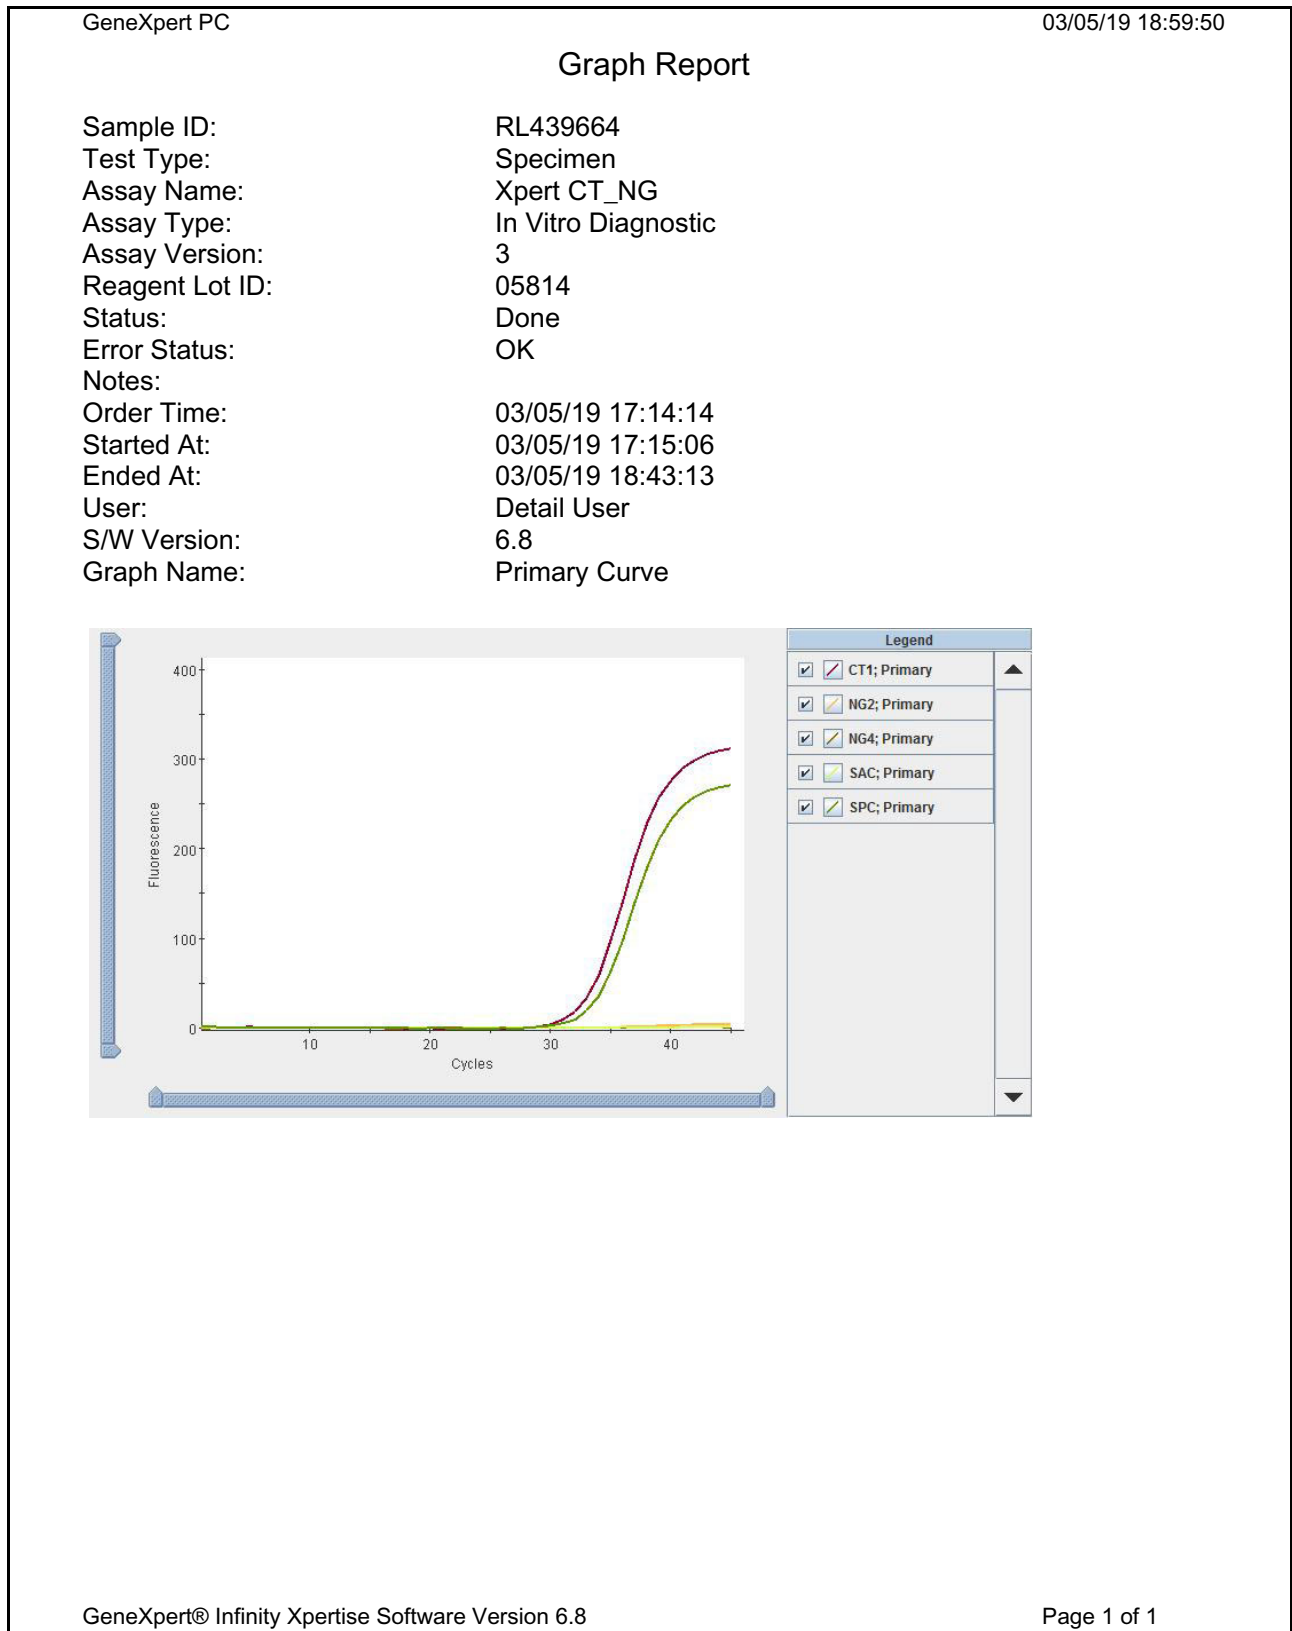 GeneXpert PC 03/05/19 18:59:50
Graph Report
Sample ID: RL439664
Test Type: Specimen
Assay Name: Xpert CT_NG
Assay Type: In Vitro Diagnostic
Assay Version: 3
Reagent Lot ID: 05814
Status: Done
Error Status: OK
Notes:
Order Time: 03/05/19 17:14:14
Started At: 03/05/19 17:15:06
Ended At: 03/05/19 18:43:13
User: Detail User
S/W Version: 6.8
Graph Name: Primary Curve
400
300
200
100
0
Fluorescence
10 20 30 40
Cycles
Legend
CT1; Primary
NG2; Primary
NG4; Primary
SAC; Primary
SPC; Primary
GeneXpert® Infinity Xpertise Software Version 6.8 Page 1 of 1